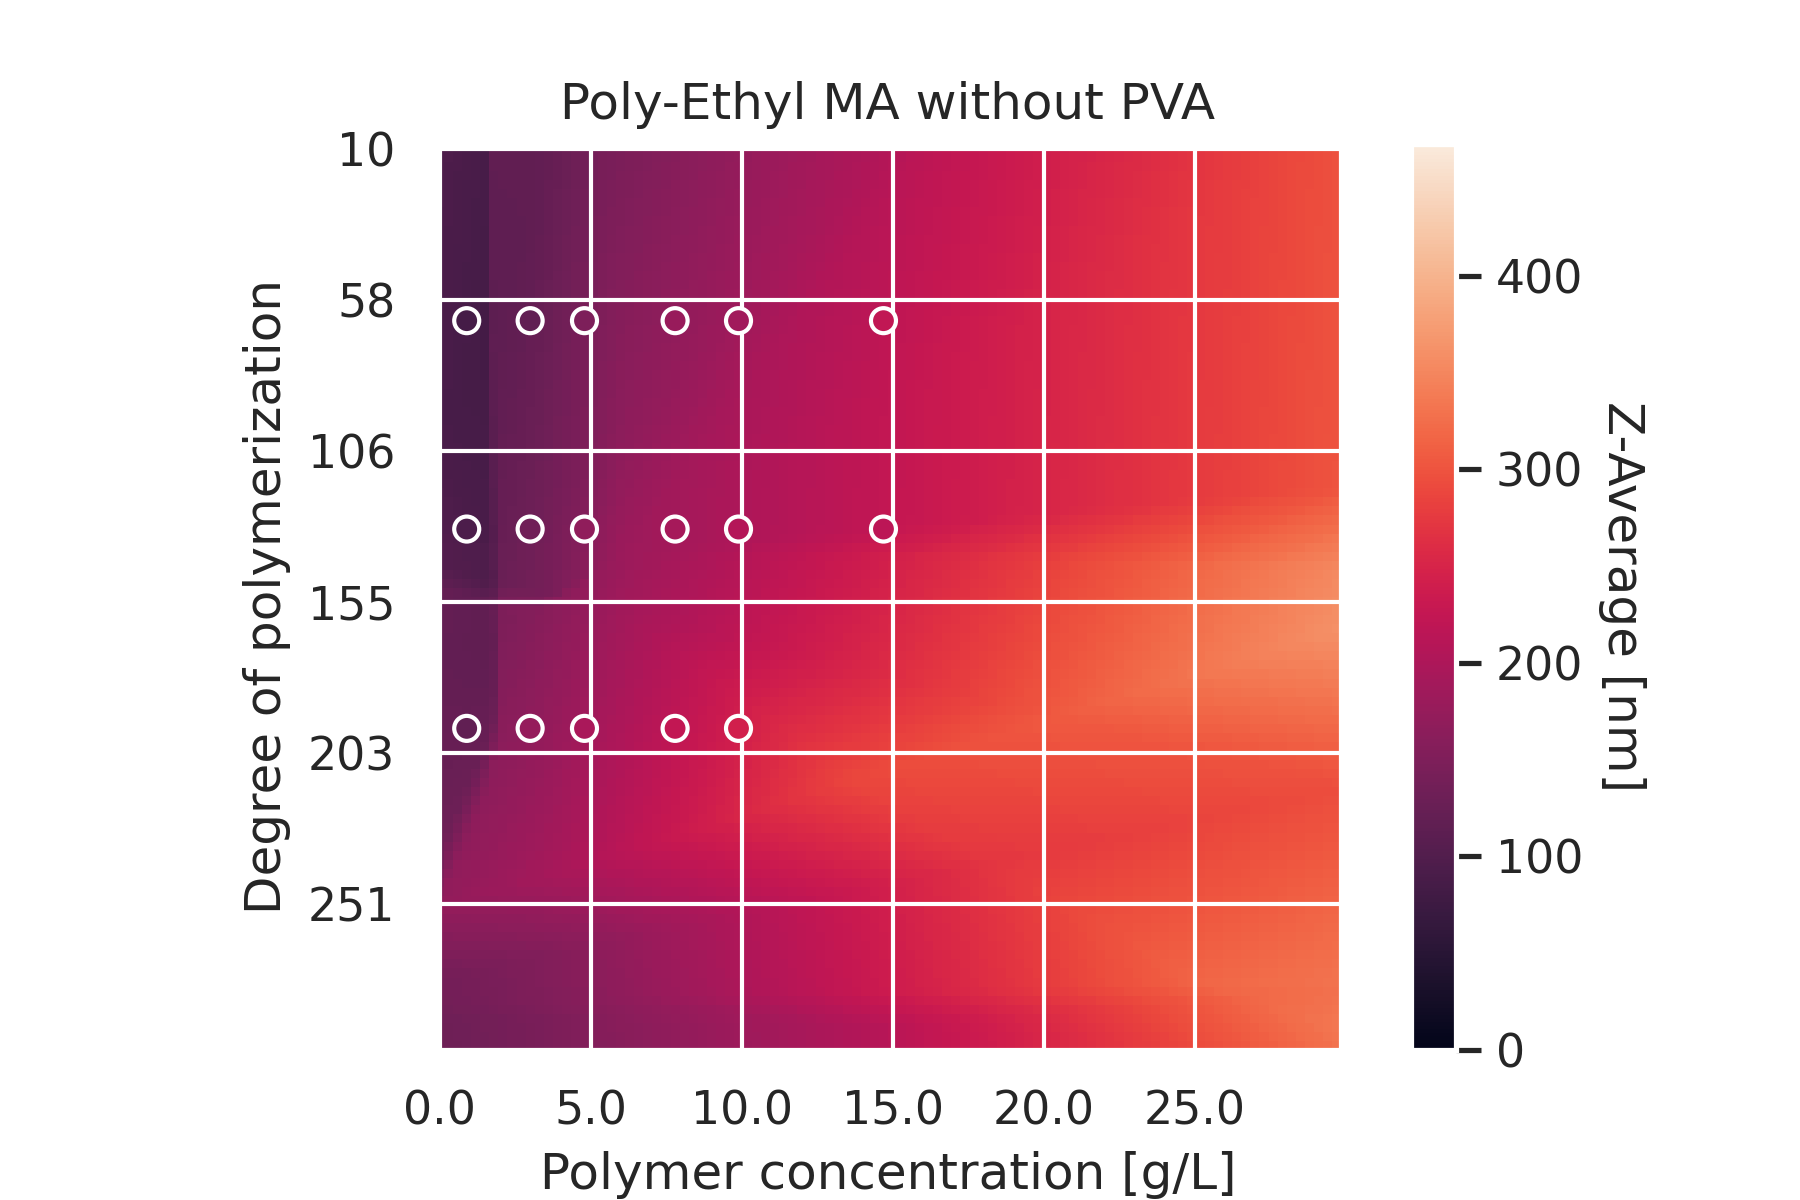 Poly-Ethyl MA without PVA
Degree of polymerization
10
58
106
155
203
251
0.0 5.0 10.0 15.0 20.0 25.0
Polymer concentration [g/L]
400
300
200
100
0
Z-Average [nm]